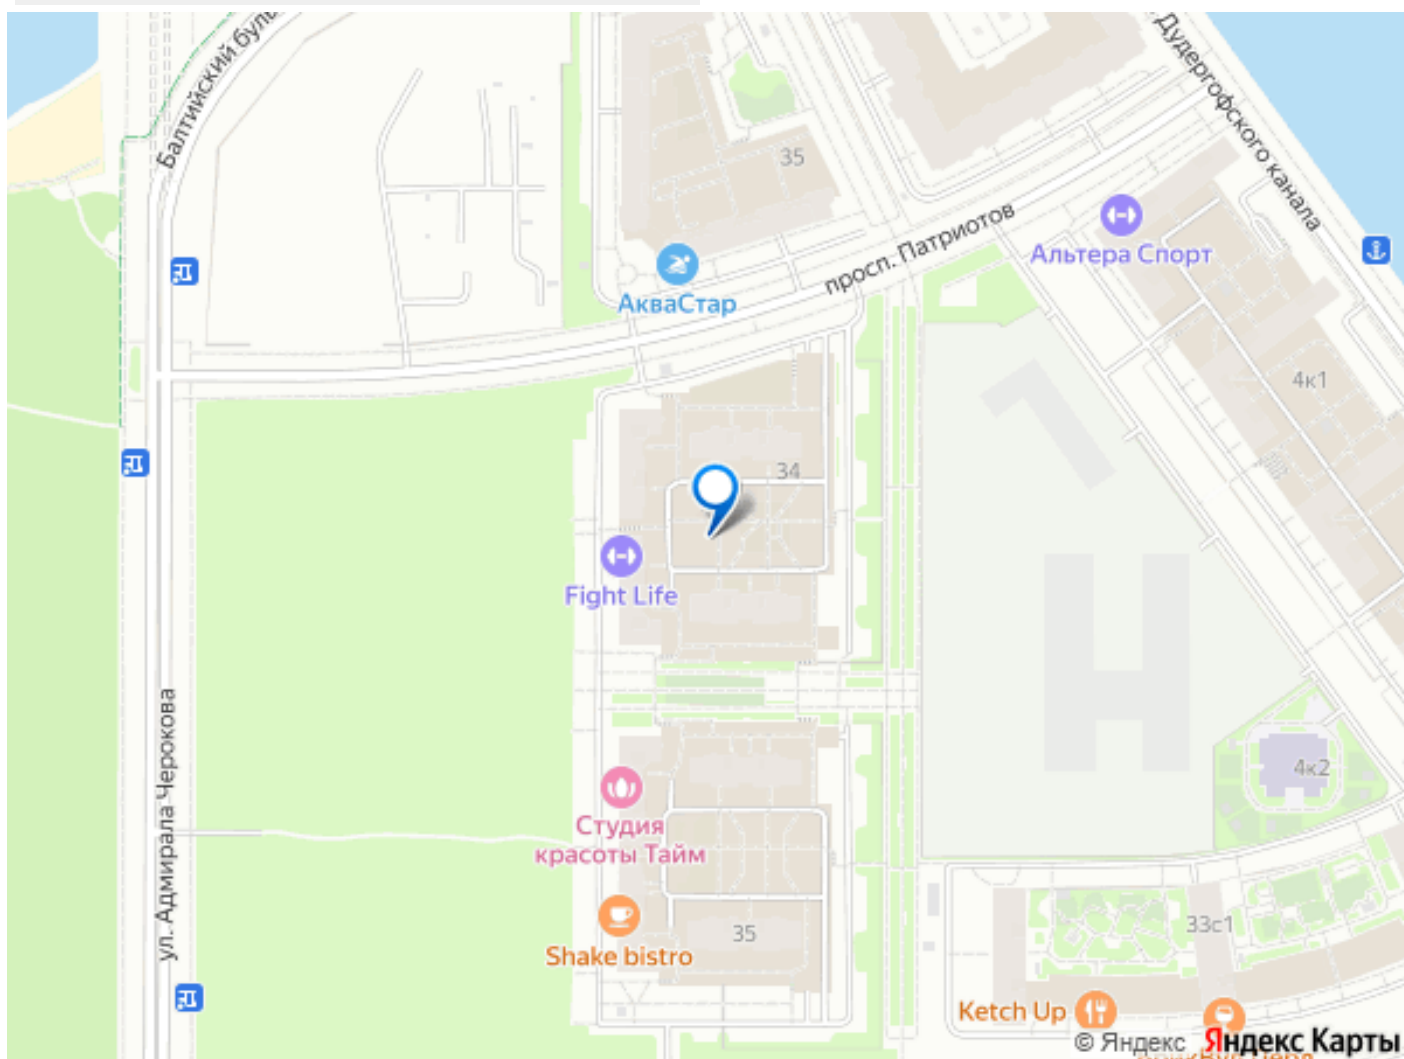 Балтийский буль
Дудергофского канала
35
просп. Патриотов
Альтера Спорт
АкваСтар
4к1
34
Fight Life
ул. Адмирала Черокова
4к2
Студия
красоты Тайм
35
33с1
Shake bistro
Ketch Up
© Яндекс Яндекс Карты